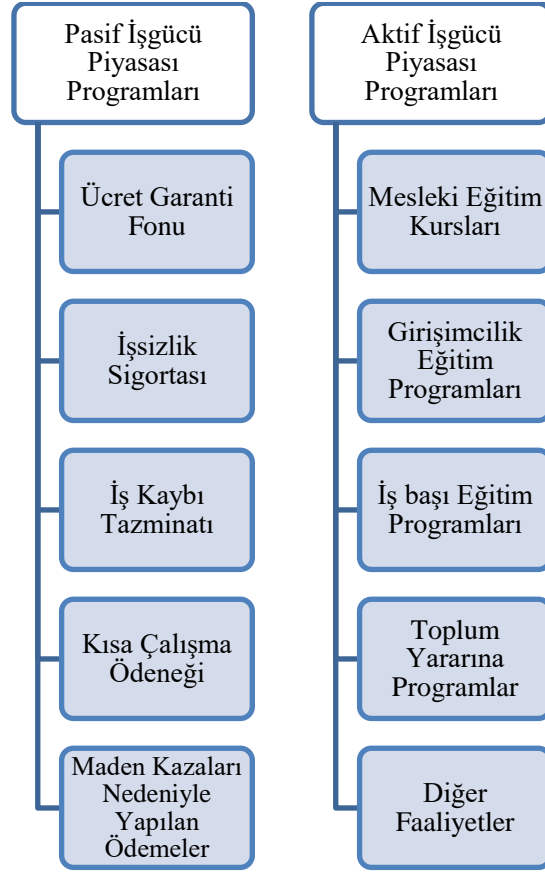 Pasif İşgücü
Piyasası
Programları
Ücret Garanti
Fonu
İşsizlik
Sigortası
İş Kaybı
Tazminatı
Kısa Çalışma
Ödeneği
Maden Kazaları
Nedeniyle
Yapılan
Ödemeler
Aktif İşgücü
Piyasası
Programları
Mesleki Eğitim
Kursları
Girişimcilik
Eğitim
Programları
İş başı Eğitim
Programları
Toplum
Yararına
Programlar
Diğer
Faaliyetler